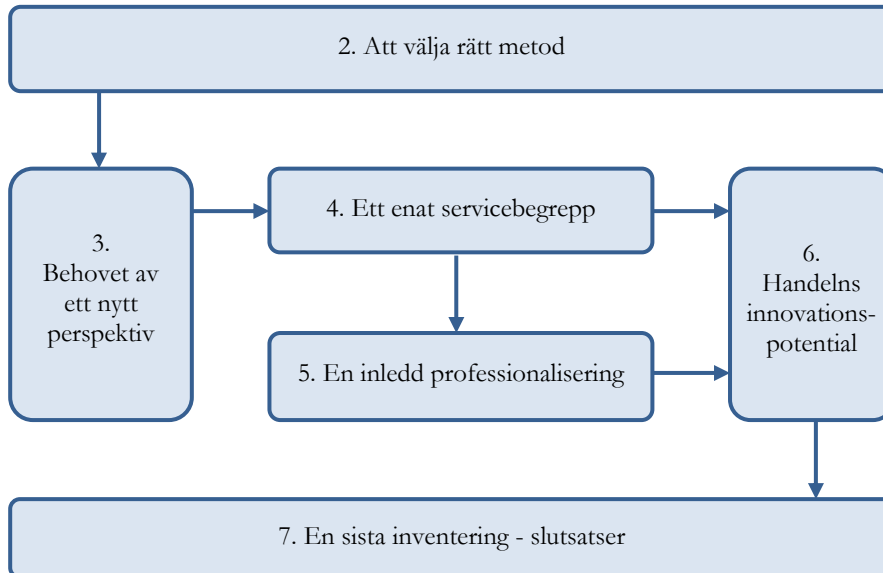 2. Att välja rätt metod
3.
Behovet av
ett nytt
perspektiv
4. Ett enat servicebegrepp
5. En inledd professionalisering
6.
Handelns
innovations-
potential
7. En sista inventering - slutsatser